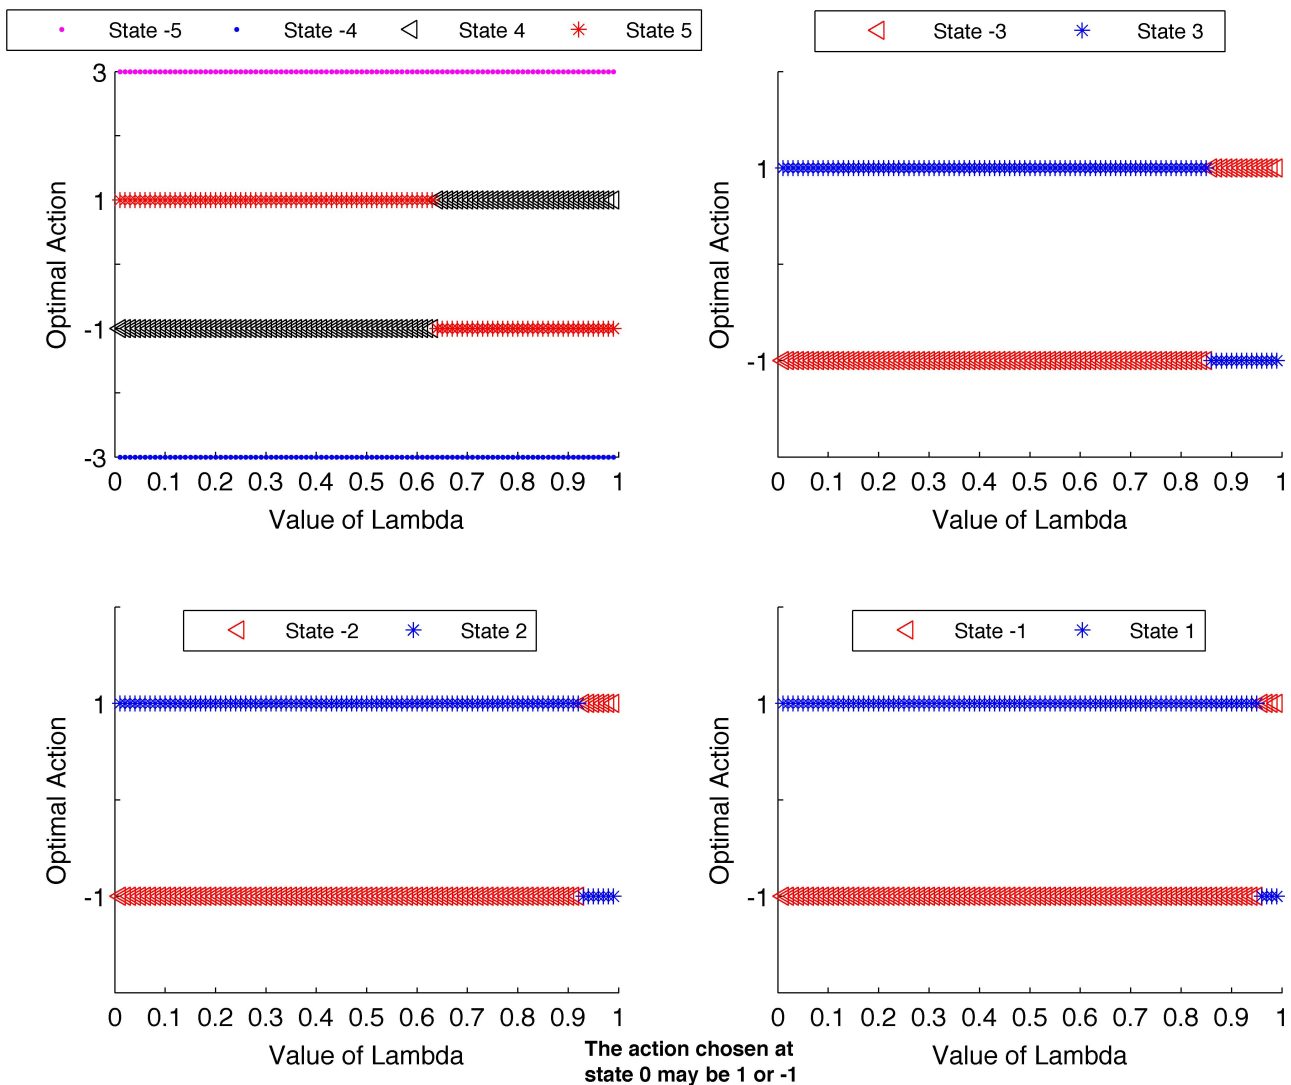 State -5 State -4 State 4 State 5
3
1
-1
-3
Optimal Action
0 0.1 0.2 0.3 0.4 0.5 0.6 0.7 0.8 0.9 1
Value of Lambda
State -3 State 3
1
-1
Optimal Action
0 0.1 0.2 0.3 0.4 0.5 0.6 0.7 0.8 0.9 1
Value of Lambda
State -2 State 2
1
-1
Optimal Action
0 0.1 0.2 0.3 0.4 0.5 0.6 0.7 0.8 0.9 1
Value of Lambda
State -1 State 1
1
-1
Optimal Action
0 0.1 0.2 0.3 0.4 0.5 0.6 0.7 0.8 0.9 1
Value of Lambda
The action chosen at
state 0 may be 1 or -1